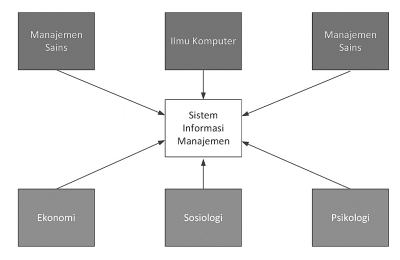 Manajemen
Sains
Ilmu Komputer
Manajemen
Sains
Sistem
Informasi
Manajemen
Ekonomi
Sosiologi
Psikologi